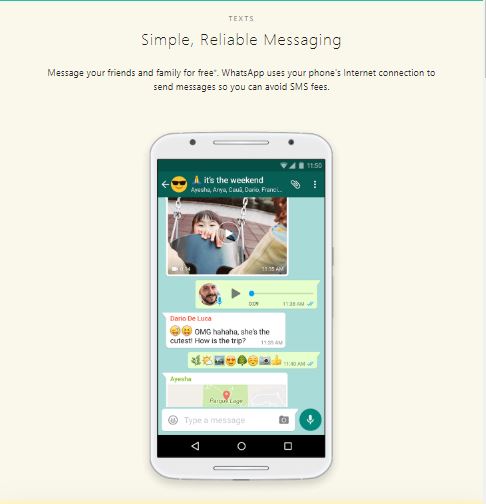 TEXTS
Simple, Reliable Messaging
Message your friends and family for free*. WhatsApp uses your phone's Internet connection to
send messages so you can avoid SMS fees.
11:50
🙏 it's the weekend
Ayesha, Anya, Cauã, Dario, Franci...
0:14
11:15 AM
0:09
11:38 AM
Dario De Luca
😂😝 OMG hahaha, she's the
cutest! How is the trip?
11:39 AM
11:40 AM
Ayesha
Parque Lage
Type a message